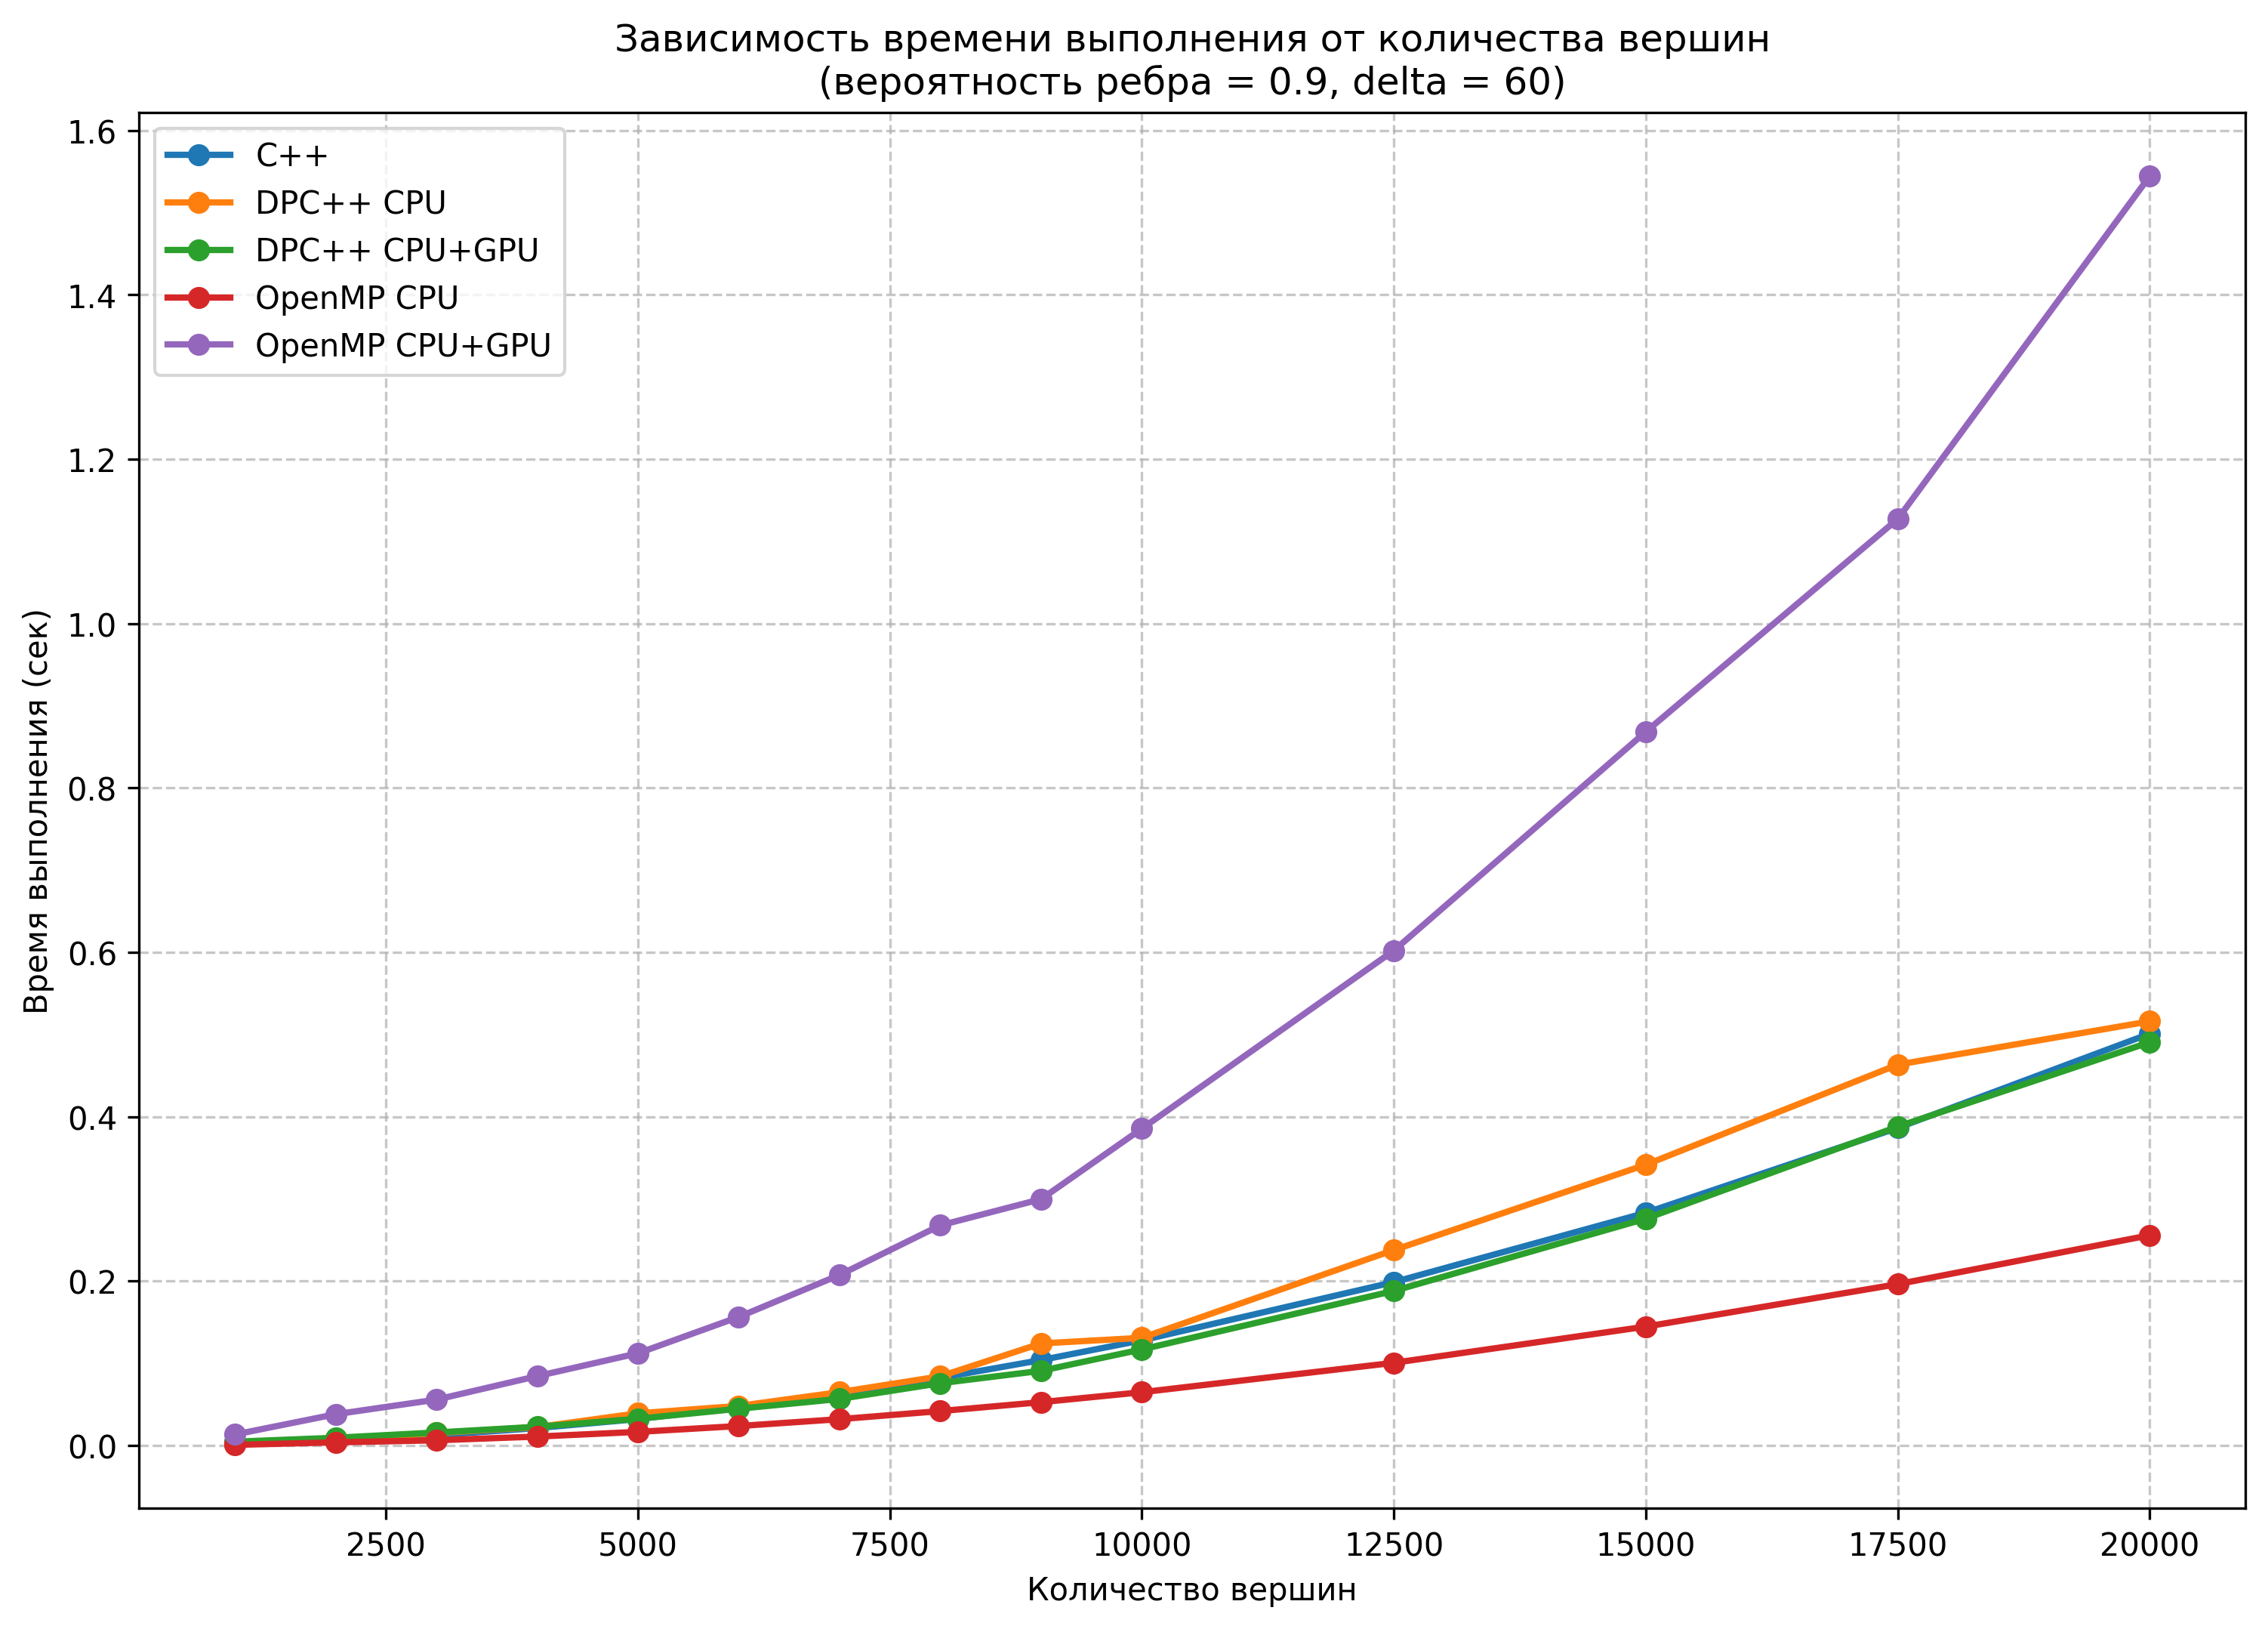 Зависимость времени выполнения от количества вершин
(вероятность ребра = 0.9, delta = 60)
C++
DPC++ CPU
DPC++ CPU+GPU
OpenMP CPU
OpenMP CPU+GPU
Время выполнения (сек)
1.6
1.4
1.2
1.0
0.8
0.6
0.4
0.2
0.0
2500
5000
7500
10000
12500
15000
17500
20000
Количество вершин